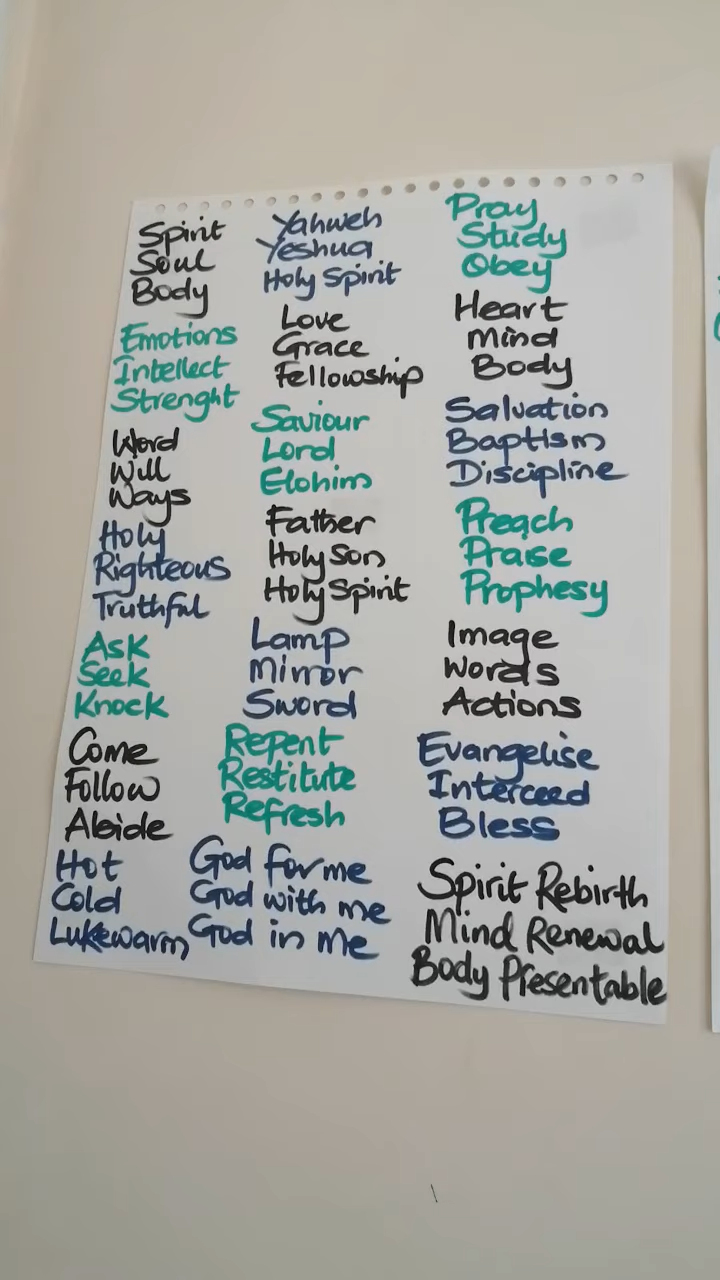 Spirit
Soul
Body
Emotions
Intellect
Strenght
Word
Will
Ways
Holy
Righteous
Truthful
Ask
Seek
Knock
Come
Follow
Abide
Hot
Cold
Lukewarm
Yahweh
Yeshua
Holy Spirit
Love
Grace
Fellowship
Saviour
Lord
Elohim
Father
Holy Son
Holy Spirit
Lamp
Mirror
Sword
Repent
Restitute
Refresh
God for me
God with me
God in me
Pray
Study
Obey
Heart
Mind
Body
Salvation
Baptism
Discipline
Preach
Praise
Prophesy
Image
Words
Actions
Evangelise
Interceed
Bless
Spirit Rebirth
Mind Renewal
Body Presentable